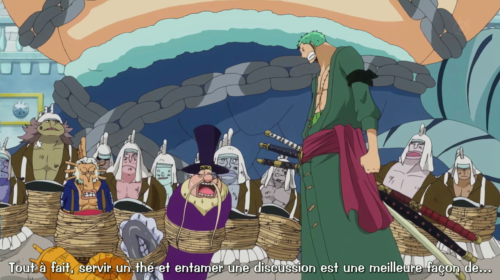 Tout à fait, servir un thé et entamer une discussion est une meilleure façon de...